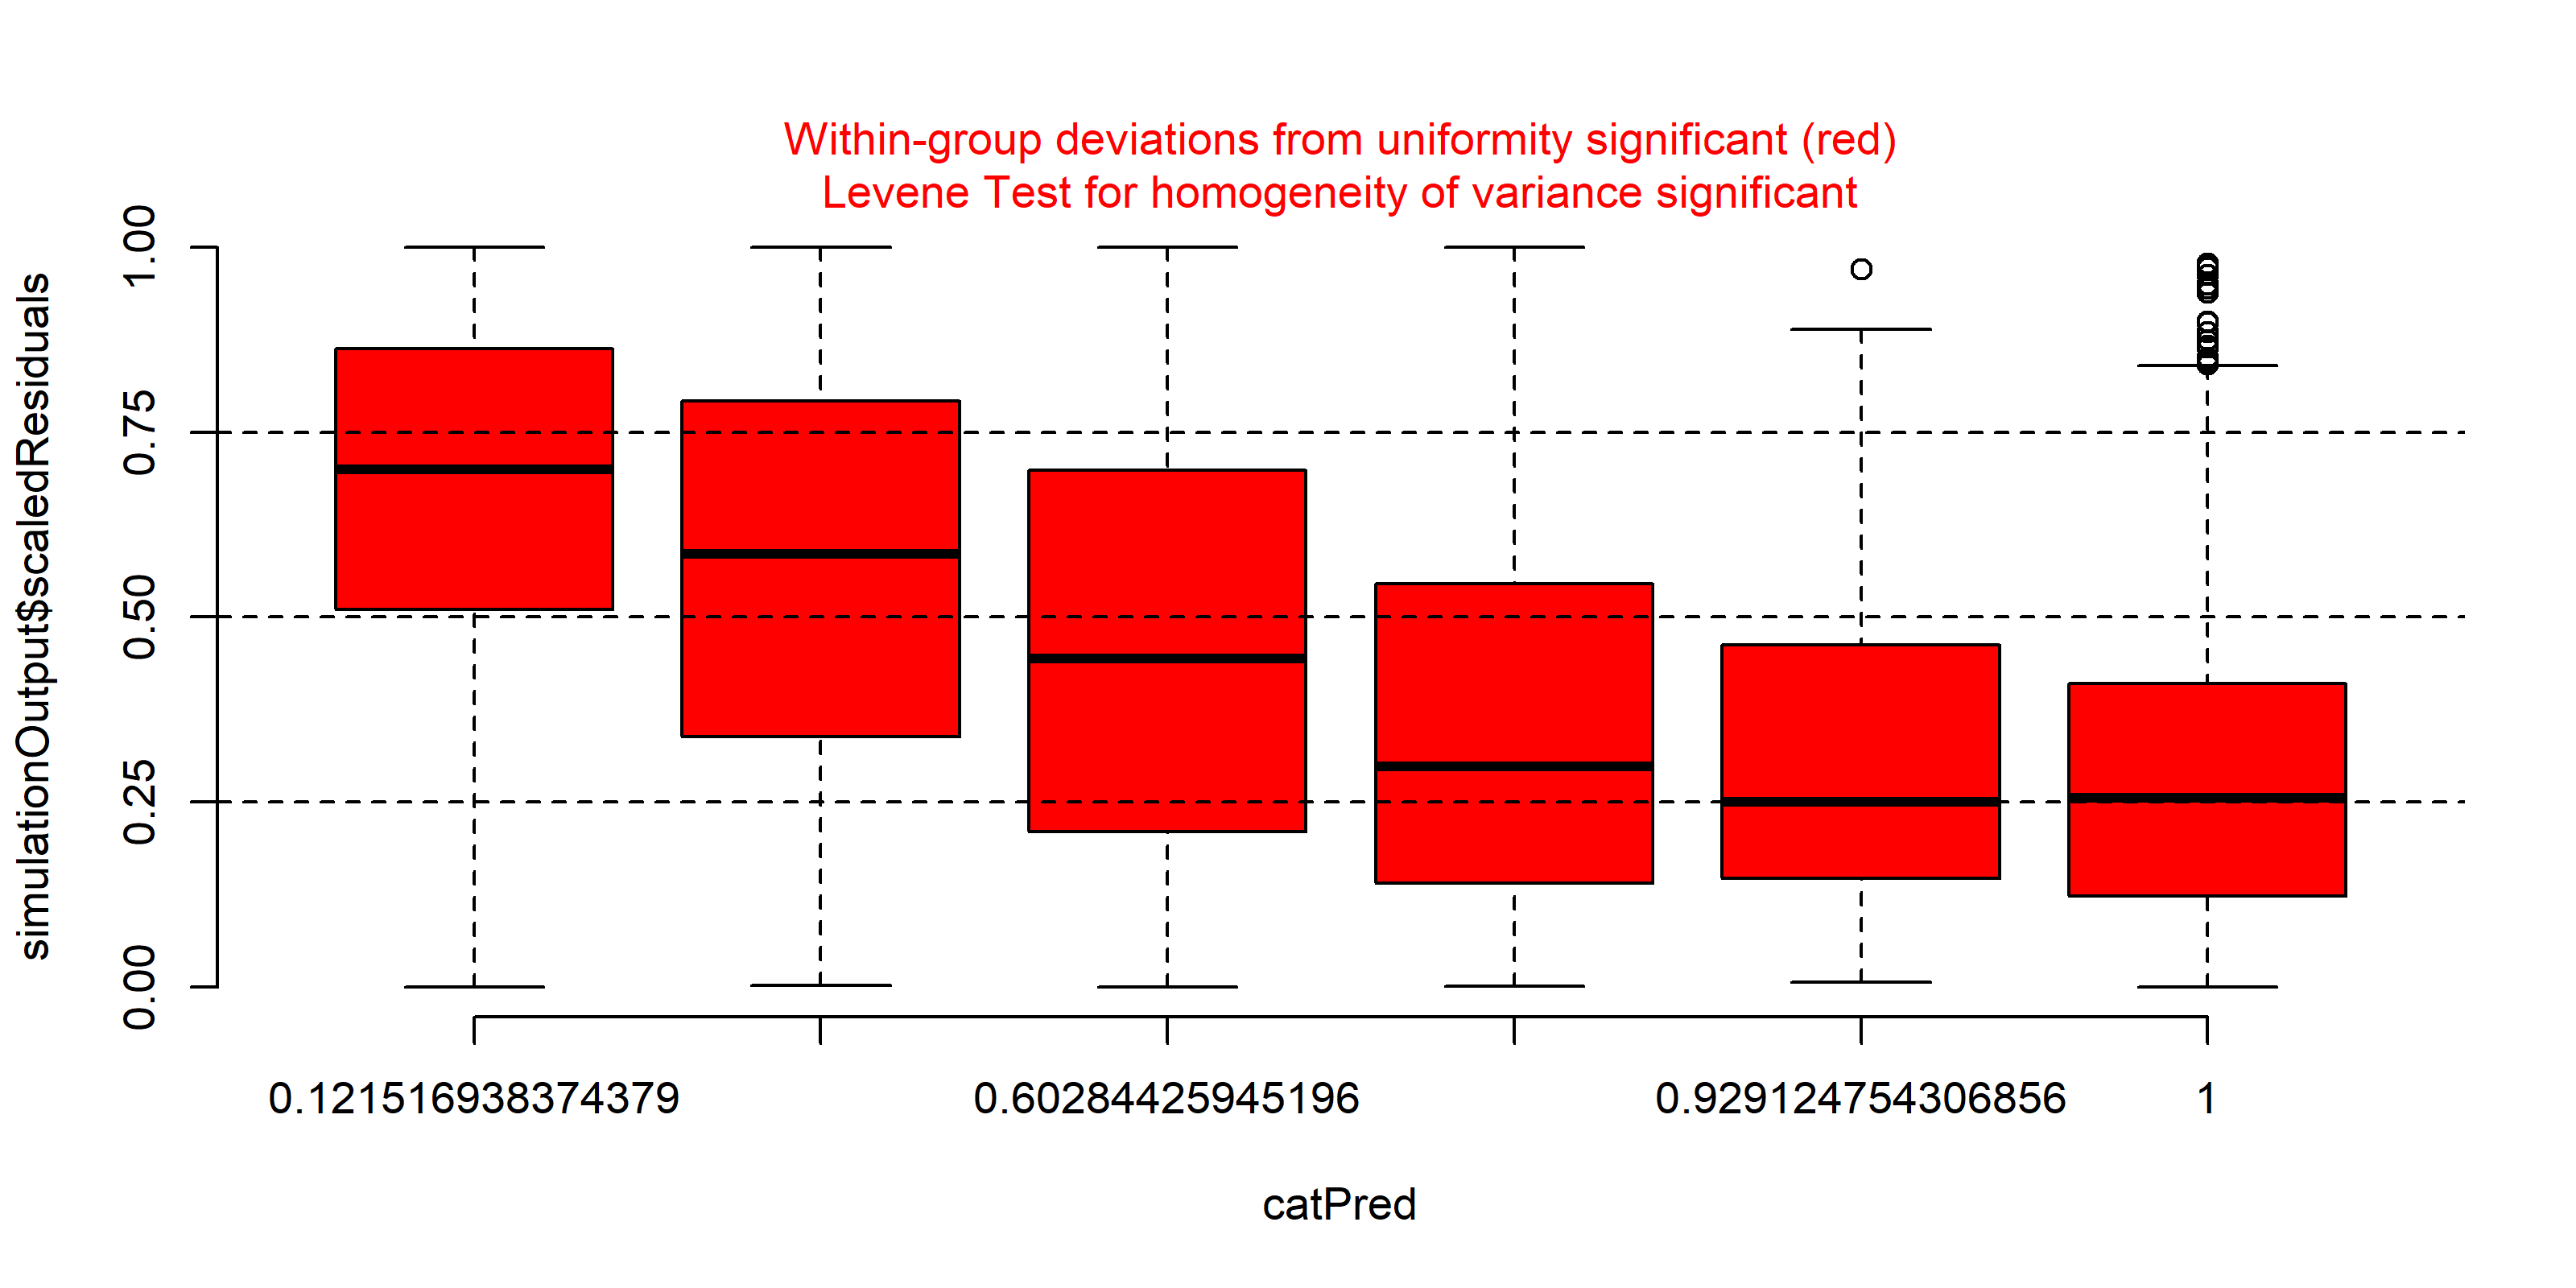 Within-group deviations from uniformity significant (red)
Levene Test for homogeneity of variance significant
simulationOutput$scaledResiduals
1.00
0.75
0.50
0.25
0.00
0.121516938374379
0.60284425945196
0.929124754306856
1
catPred